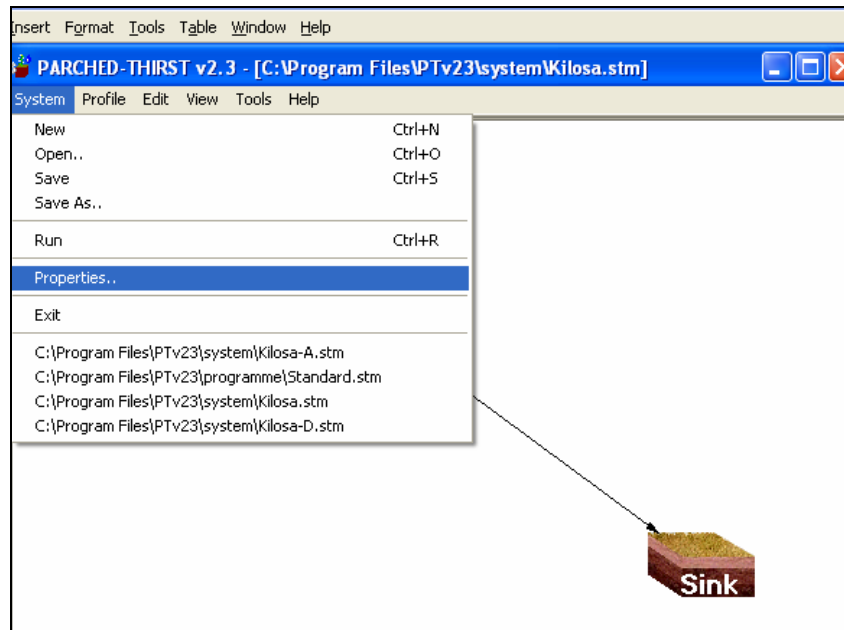 Insert Format Tools Table Window Help
PARCHED-THIRST v2.3 - [C:\Program Files\PTv23\system\Kilosa.stm]
System Profile Edit View Tools Help
New Ctrl+N
Open.. Ctrl+O
Save Ctrl+S
Save As..
Run Ctrl+R
Properties..
Exit
C:\Program Files\PTv23\system\Kilosa-A.stm
C:\Program Files\PTv23\programme\Standard.stm
C:\Program Files\PTv23\system\Kilosa.stm
C:\Program Files\PTv23\system\Kilosa-D.stm
Sink